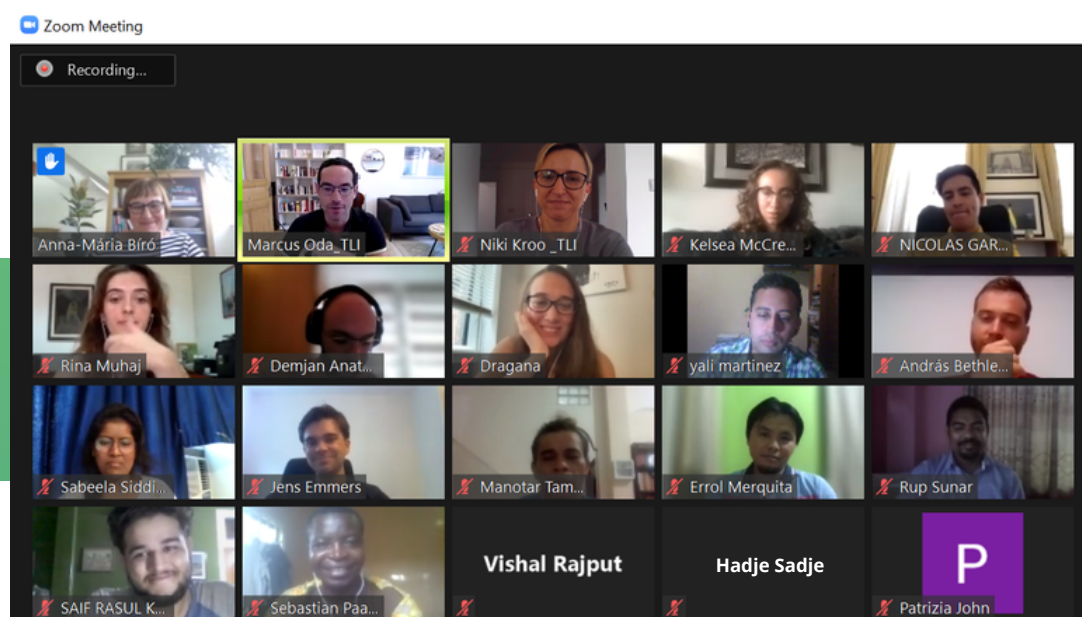 Zoom Meeting
Recording...
Anna-Mária Bíró
Marcus Oda_TLI
Niki Kroo _TLI
Kelsea McCre...
NICOLAS GAR...
Rina Muhaj
Demjan Anat...
Dragana
yali martinez
András Bethle...
Sabeela Siddi...
Jens Emmers
Manotar Tam...
Errol Merquita
Rup Sunar
SAIF RASUL K...
Sebastian Paa...
Vishal Rajput
Hadje Sadje
P
Patrizia John